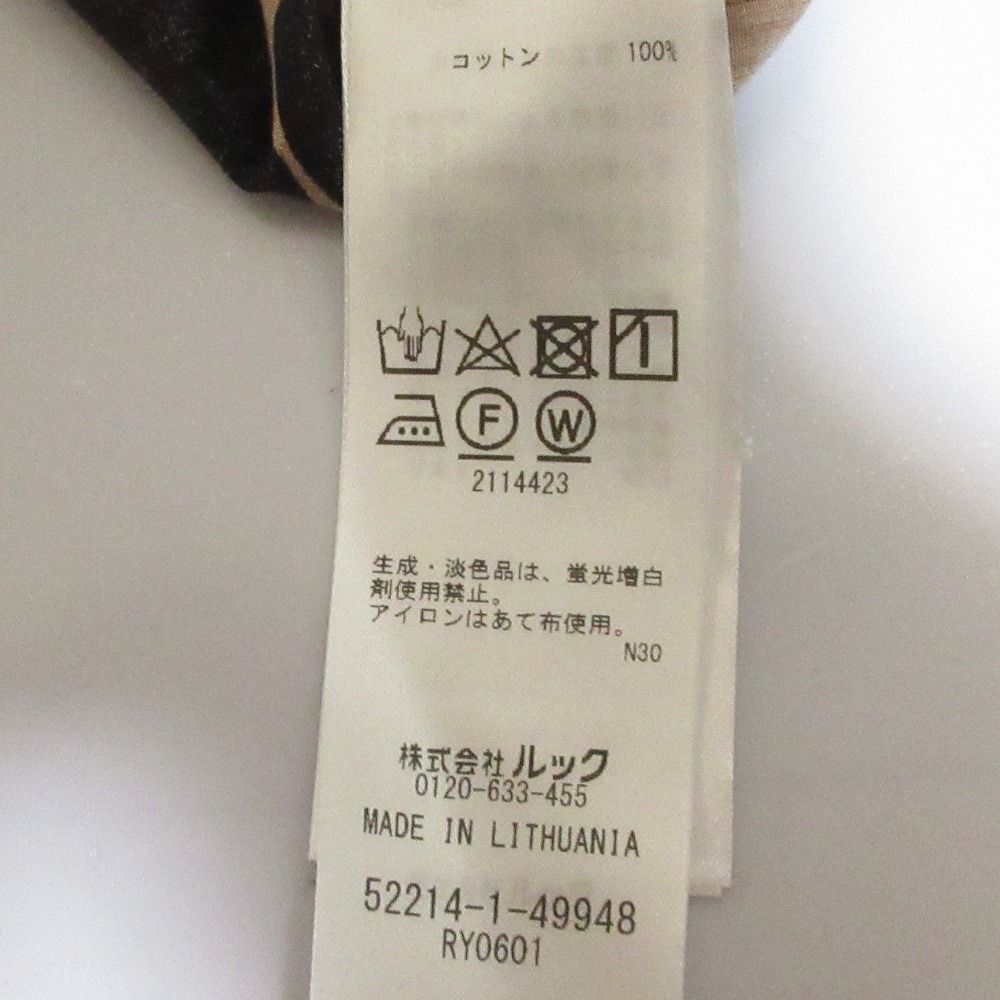 コットン 100%
F W
2114423
生成・淡色品は、蛍光増白
剤使用禁止。
アイロンはあて布使用。
N30
株式会社 ルック
0120-633-455
MADE IN LITHUANIA
52214-1-49948
RY0601